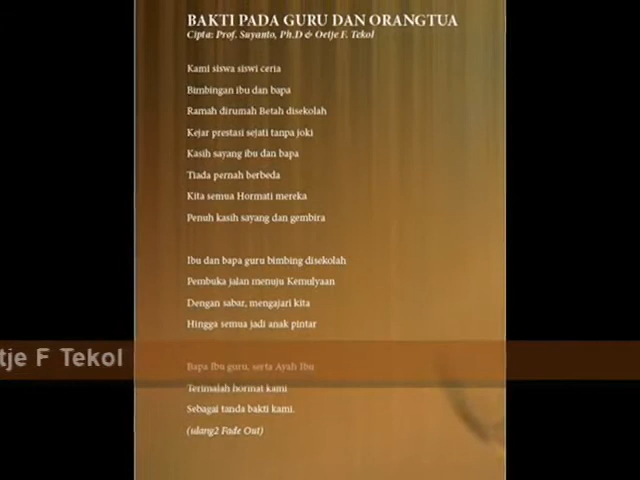 BAKTI PADA GURU DAN ORANGTUA
Cipta: Prof. Suyanto, Ph.D & Oetje F. Tekol
Kami siswa siswi ceria
Bimbingan ibu dan bapa
Ramah dirumah Betah disekolah
Kejar prestasi sejati tanpa joki
Kasih sayang ibu dan bapa
Tiada pernah berbeda
Kita semua Hormati mereka
Penuh kasih sayang dan gembira
Ibu dan bapa guru bimbing disekolah
Pembuka jalan menuju Kemulyaan
Dengan sabar, mengajari kita
Hingga semua jadi anak pintar
tje F Tekol
Bapa Ibu guru, serta Ayah Ibu
Terimalah hormat kami
Sebagai tanda bakti kami.
(ulang2 Fade Out)